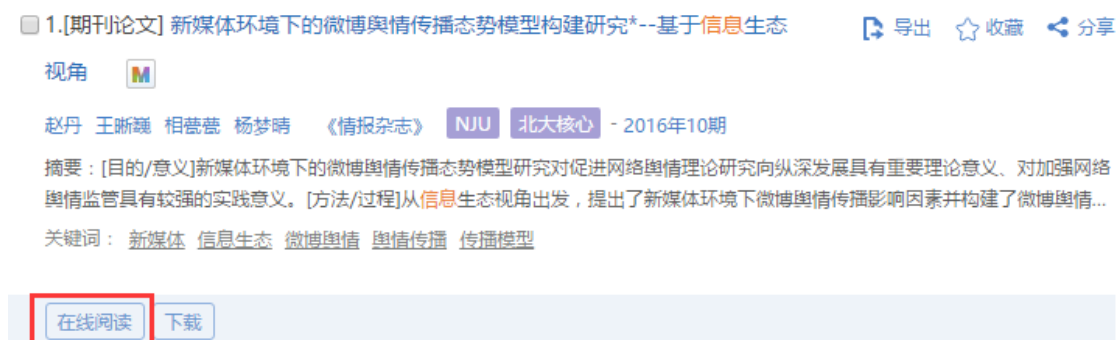 1.[期刊论文] 新媒体环境下的微博舆情传播态势模型构建研究*--基于信息生态 导出 收藏 分享
视角 M
赵丹 王晰巍 相甍甍 杨梦晴 《情报杂志》 NJU 北大核心 - 2016年10期
摘要：[目的/意义]新媒体环境下的微博舆情传播态势模型研究对促进网络舆情理论研究向纵深发展具有重要理论意义、对加强网络
舆情监管具有较强的实践意义。[方法/过程]从信息生态视角出发，提出了新媒体环境下微博舆情传播影响因素并构建了微博舆情...
关键词： 新媒体 信息生态 微博舆情 舆情传播 传播模型
在线阅读 下载